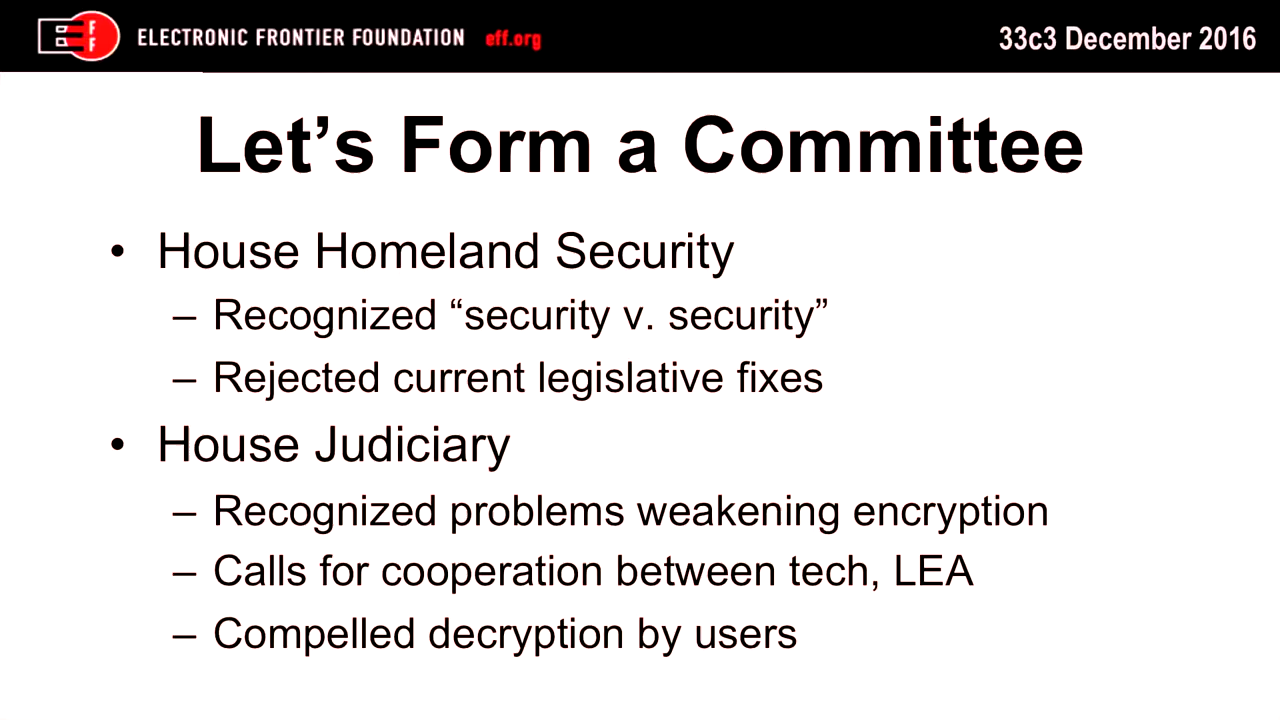 EFF ELECTRONIC FRONTIER FOUNDATION eff.org
33c3 December 2016
Let’s Form a Committee
• House Homeland Security
– Recognized “security v. security”
– Rejected current legislative fixes
• House Judiciary
– Recognized problems weakening encryption
– Calls for cooperation between tech, LEA
– Compelled decryption by users